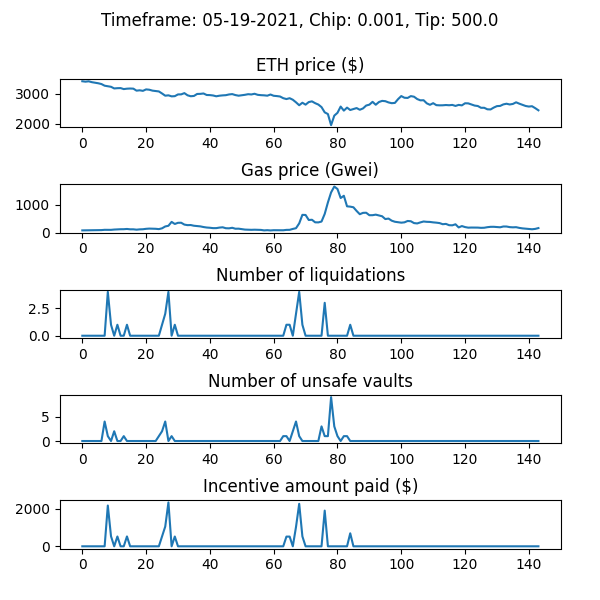 Timeframe: 05-19-2021, Chip: 0.001, Tip: 500.0
ETH price ($)
3000
2000
0 20 40 60 80 100 120 140
Gas price (Gwei)
1000
0
0 20 40 60 80 100 120 140
Number of liquidations
2.5
0.0
0 20 40 60 80 100 120 140
Number of unsafe vaults
5
0
0 20 40 60 80 100 120 140
Incentive amount paid ($)
2000
0
0 20 40 60 80 100 120 140